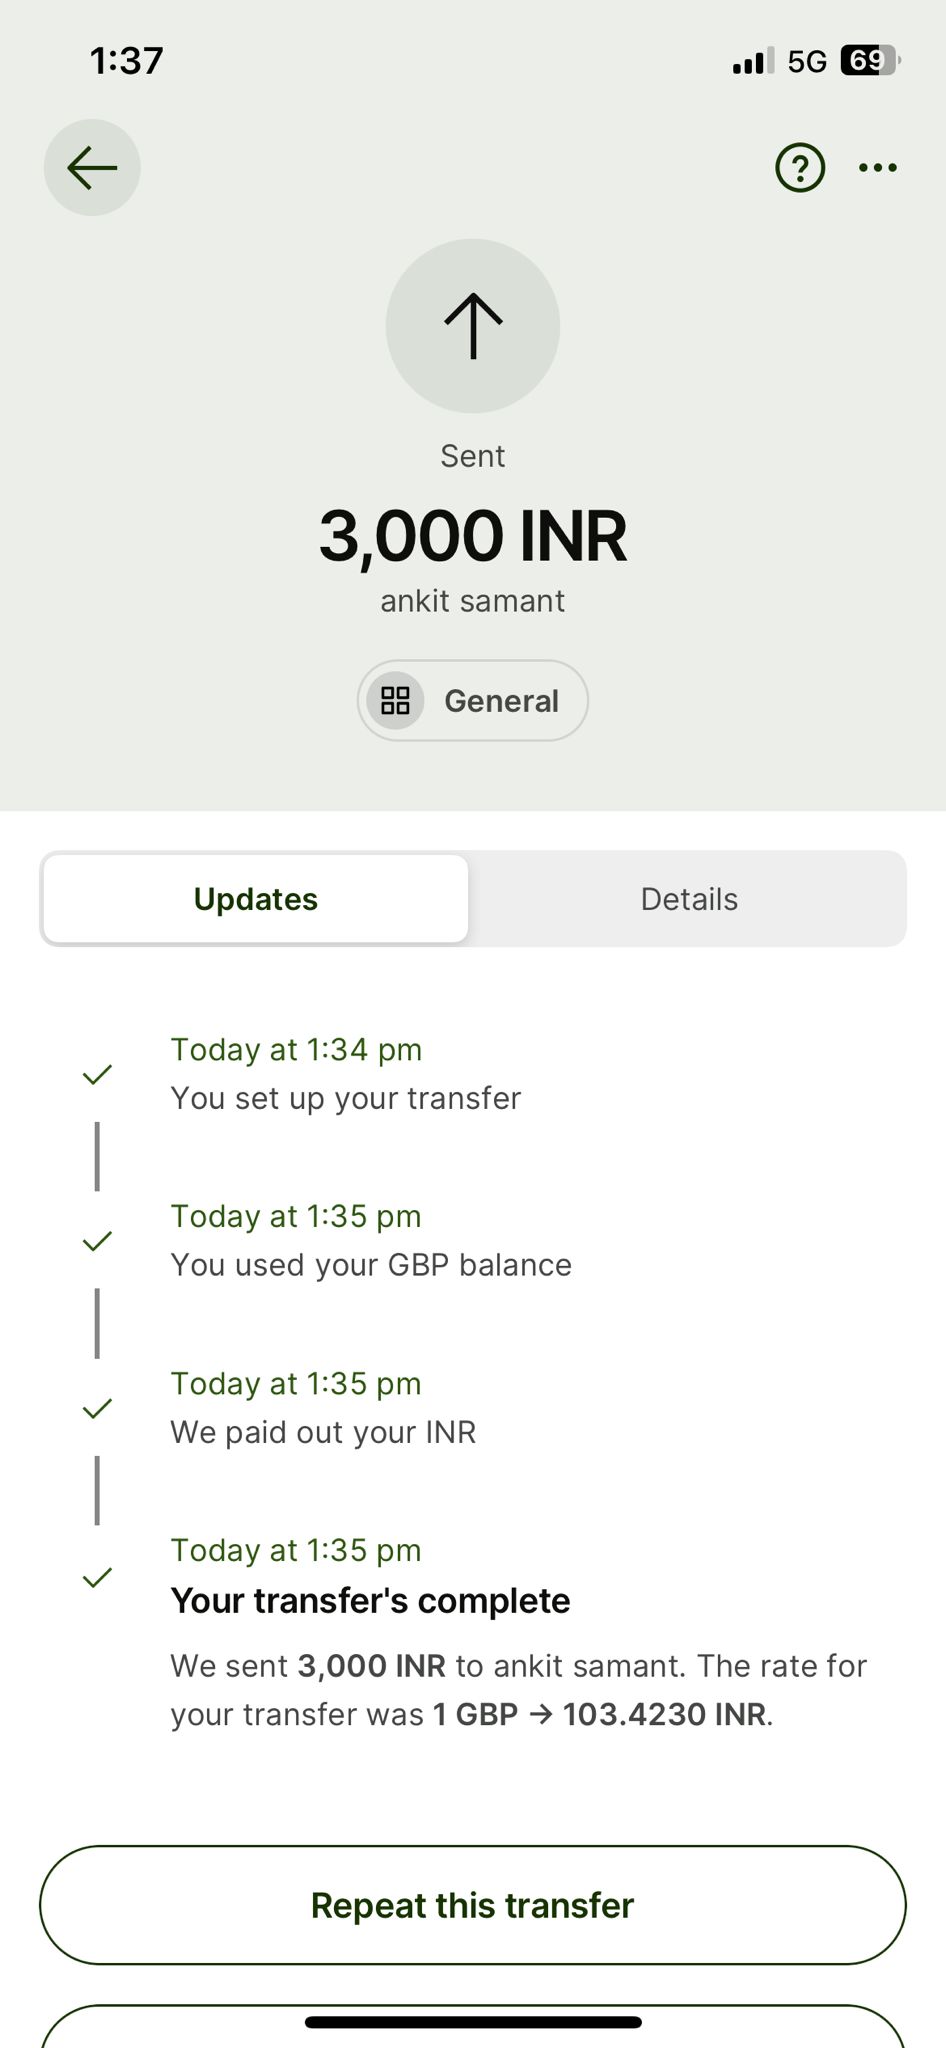 1:37
5G 69
Sent
3,000 INR
ankit samant
General
Updates
Details
Today at 1:34 pm
You set up your transfer
Today at 1:35 pm
You used your GBP balance
Today at 1:35 pm
We paid out your INR
Today at 1:35 pm
Your transfer's complete
We sent 3,000 INR to ankit samant. The rate for
your transfer was 1 GBP → 103.4230 INR.
Repeat this transfer